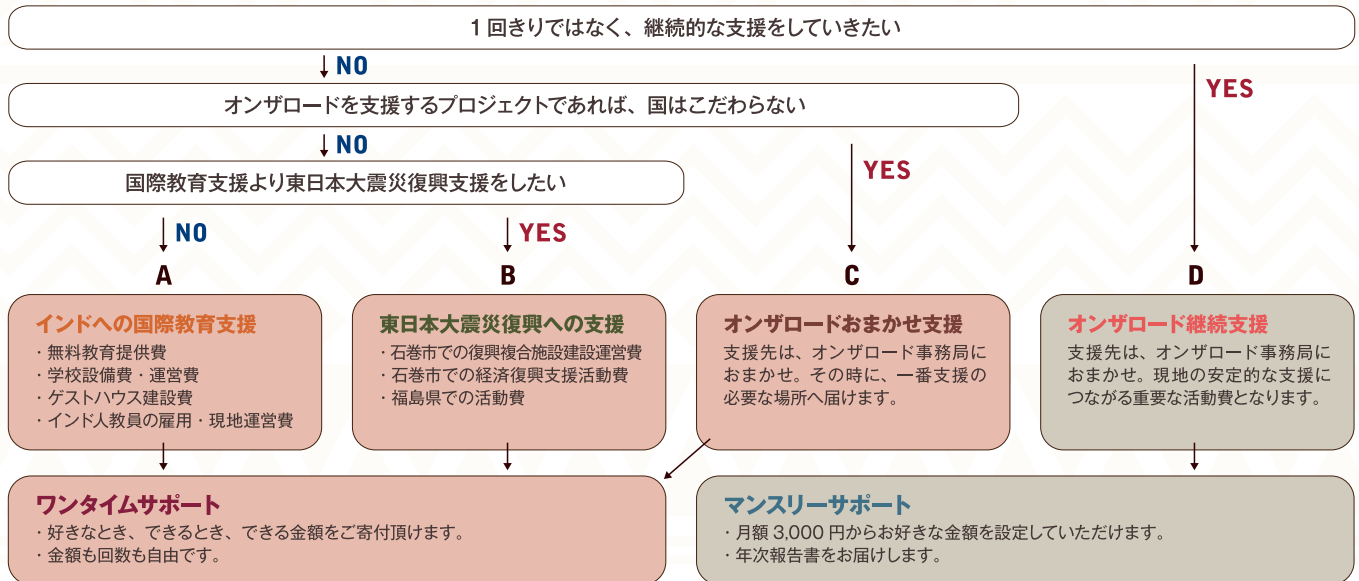 1回きりではなく、継続的な支援をしていきたい
NO
YES
オンザロードを支援するプロジェクトであれば、国はこだわらない
NO
YES
国際教育支援より東日本大震災復興支援をしたい
NO
YES
A
B
C
D
インドへの国際教育支援
・無料教育提供費
・学校設備費・運営費
・ゲストハウス建設費
・インド人教員の雇用・現地運営費
東日本大震災復興への支援
・石巻市での復興複合施設建設運営費
・石巻市での経済復興支援活動費
・福島県での活動費
オンザロードおまかせ支援
支援先は、オンザロード事務局に
おまかせ。その時に、一番支援の
必要な場所へ届けます。
オンザロード継続支援
支援先は、オンザロード事務局に
おまかせ。現地の安定的な支援に
つながる重要な活動費となります。
ワンタイムサポート
・好きなとき、できるとき、できる金額をご寄付頂けます。
・金額も回数も自由です。
マンスリーサポート
・月額 3,000 円からお好きな金額を設定していただけます。
・年次報告書をお届けします。